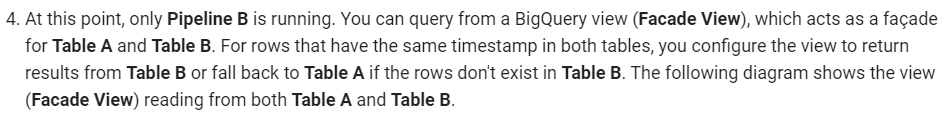 4. At this point, only Pipeline B is running. You can query from a BigQuery view (Facade View), which acts as a façade
for Table A and Table B. For rows that have the same timestamp in both tables, you configure the view to return
results from Table B or fall back to Table A if the rows don't exist in Table B. The following diagram shows the view
(Facade View) reading from both Table A and Table B.